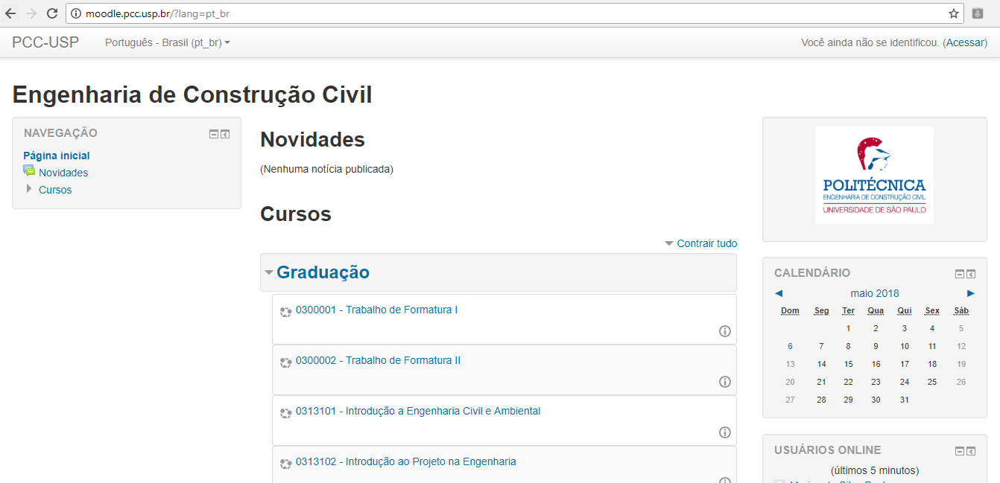 moodle.pcc.usp.br/?lang=pt_br
PCC-USP
Português - Brasil (pt_br)
Você ainda não se identificou. (Acessar)
Engenharia de Construção Civil
NAVEGAÇÃO
Página inicial
Novidades
Cursos
Novidades
(Nenhuma notícia publicada)
Cursos
Contrair tudo
Graduação
0300001 - Trabalho de Formatura I
0300002 - Trabalho de Formatura II
0313101 - Introdução a Engenharia Civil e Ambiental
0313102 - Introdução ao Projeto na Engenharia
POLITÉCNICA
ENGENHARIA DE CONSTRUÇÃO CIVIL
UNIVERSIDADE DE SÃO PAULO
CALENDÁRIO
maio 2018
Dom Seg Ter Qua Qui Sex Sáb
1 2 3 4 5
6 7 8 9 10 11 12
13 14 15 16 17 18 19
20 21 22 23 24 25 26
27 28 29 30 31
USUÁRIOS ONLINE
(últimos 5 minutos)